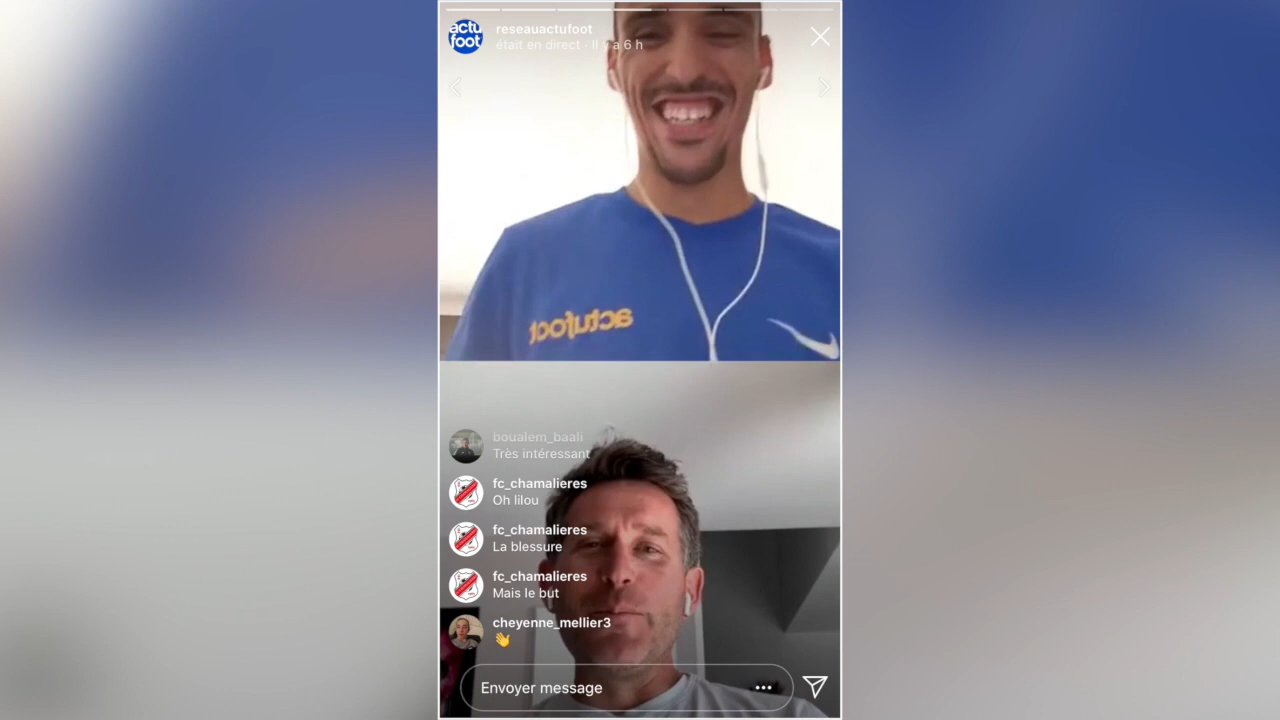 actu
foot
reseauactufoot
était en direct · Il y a 6 h
actufoot
boualem_baali
Très intéressant
fc_chamalieres
Oh lilou
fc_chamalieres
La blessure
fc_chamalieres
Mais le but
cheyenne_mellier3
👋
Envoyer message